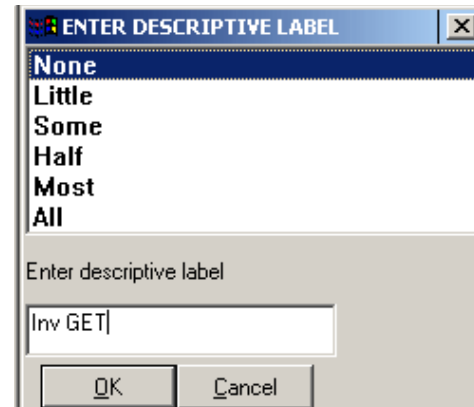 ENTER DESCRIPTIVE LABEL
None
Little
Some
Half
Most
All
Enter descriptive label
Inv GET
OK Cancel